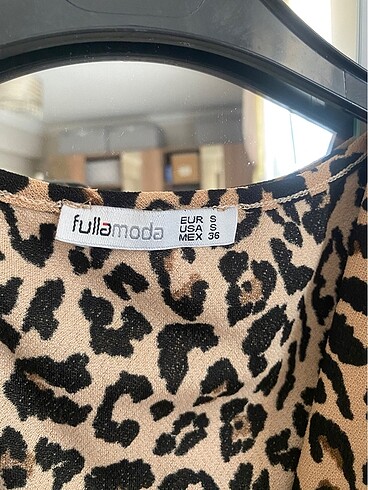 fullamoda
EUR S
USA S
MEX 36